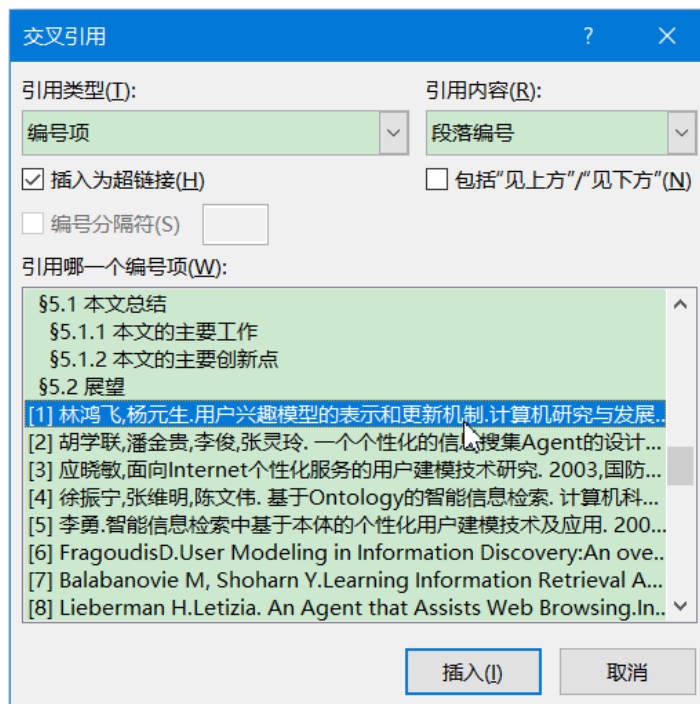 交叉引用
引用类型(T): 引用内容(R):
编号项 段落编号
插入为超链接(H) 包括“见上方”/“见下方”(N)
编号分隔符(S)
引用哪一个编号项(W):
§5.1 本文总结
§5.1.1 本文的主要工作
§5.1.2 本文的主要创新点
§5.2 展望
[1] 林鸿飞,杨元生.用户兴趣模型的表示和更新机制.计算机研究与发展...
[2] 胡学联,潘金贵,李俊,张灵玲. 一个个性化的信息搜集Agent的设计...
[3] 应晓敏,面向Internet个性化服务的用户建模技术研究. 2003,国防...
[4] 徐振宁,张维明,陈文伟. 基于Ontology的智能信息检索. 计算机科...
[5] 李勇.智能信息检索中基于本体的个性化用户建模技术及应用. 200...
[6] FragoudisD.User Modeling in Information Discovery:An ove...
[7] Balabanovie M, Shoharn Y.Learning Information Retrieval A...
[8] Lieberman H.Letizia. An Agent that Assists Web Browsing.In...
插入(I) 取消